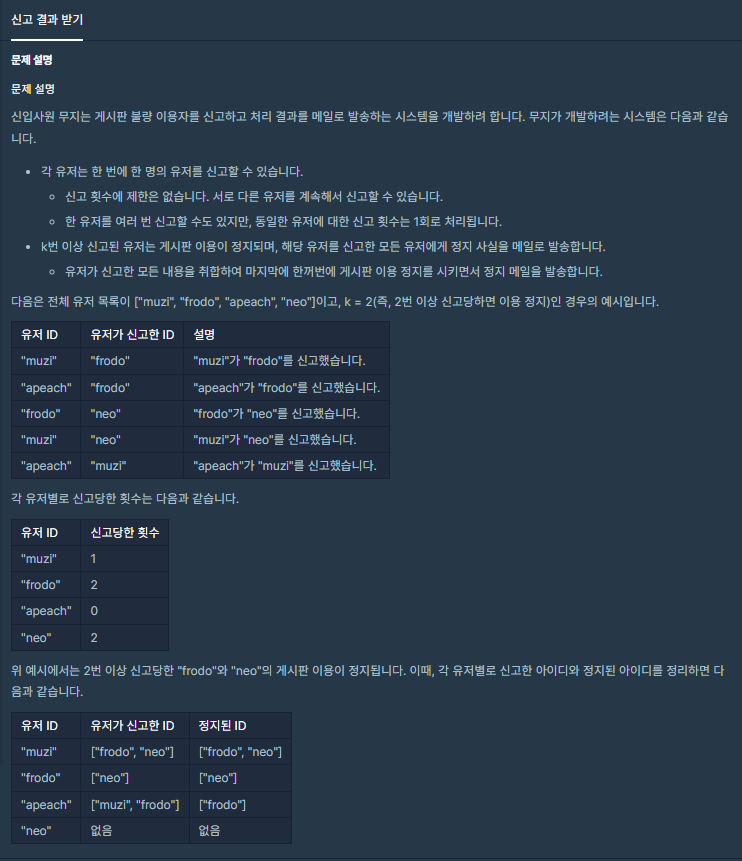 신고 결과 받기
문제 설명
문제 설명
신입사원 무지는 게시판 불량 이용자를 신고하고 처리 결과를 메일로 발송하는 시스템을 개발하려 합니다. 무지가 개발하려는 시스템은 다음과 같습
니다.
각 유저는 한 번에 한 명의 유저를 신고할 수 있습니다.
신고 횟수에 제한은 없습니다. 서로 다른 유저를 계속해서 신고할 수 있습니다.
한 유저를 여러 번 신고할 수도 있지만, 동일한 유저에 대한 신고 횟수는 1회로 처리됩니다.
k번 이상 신고된 유저는 게시판 이용이 정지되며, 해당 유저를 신고한 모든 유저에게 정지 사실을 메일로 발송합니다.
유저가 신고한 모든 내용을 취합하여 마지막에 한꺼번에 게시판 이용 정지를 시키면서 정지 메일을 발송합니다.
다음은 전체 유저 목록이 ["muzi", "frodo", "apeach", "neo"]이고, k = 2(즉, 2번 이상 신고당하면 이용 정지)인 경우의 예시입니다.
유저 ID 유저가 신고한 ID 설명
"muzi" "frodo" "muzi"가 "frodo"를 신고했습니다.
"apeach" "frodo" "apeach"가 "frodo"를 신고했습니다.
"frodo" "neo" "frodo"가 "neo"를 신고했습니다.
"muzi" "neo" "muzi"가 "neo"를 신고했습니다.
"apeach" "muzi" "apeach"가 "muzi"를 신고했습니다.
각 유저별로 신고당한 횟수는 다음과 같습니다.
유저 ID 신고당한 횟수
"muzi" 1
"frodo" 2
"apeach" 0
"neo" 2
위 예시에서는 2번 이상 신고당한 "frodo"와 "neo"의 게시판 이용이 정지됩니다. 이때, 각 유저별로 신고한 아이디와 정지된 아이디를 정리하면 다
음과 같습니다.
유저 ID 유저가 신고한 ID 정지된 ID
"muzi" ["frodo", "neo"] ["frodo", "neo"]
"frodo" ["neo"] ["neo"]
"apeach" ["muzi", "frodo"] ["frodo"]
"neo" 없음 없음